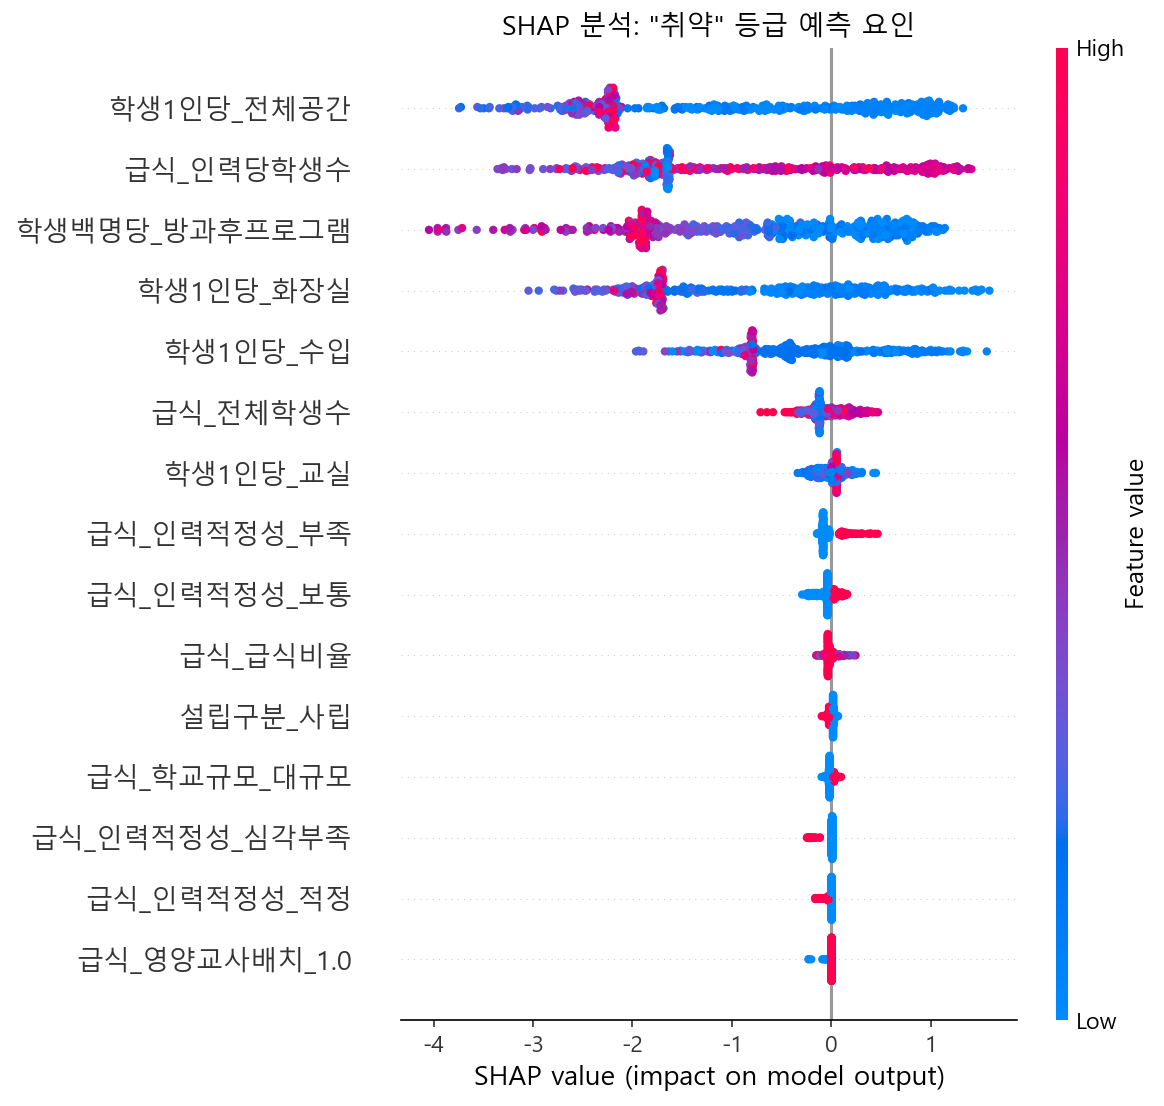 SHAP 분석: "취약" 등급 예측 요인
High
학생1인당_전체공간
급식_인력당학생수
학생백명당_방과후프로그램
학생1인당_화장실
학생1인당_수입
급식_전체학생수
학생1인당_교실
급식_인력적정성_부족
급식_인력적정성_보통
급식_급식비율
설립구분_사립
급식_학교규모_대규모
급식_인력적정성_심각부족
급식_인력적정성_적정
급식_영양교사배치_1.0
Feature value
Low
-4 -3 -2 -1 0 1
SHAP value (impact on model output)